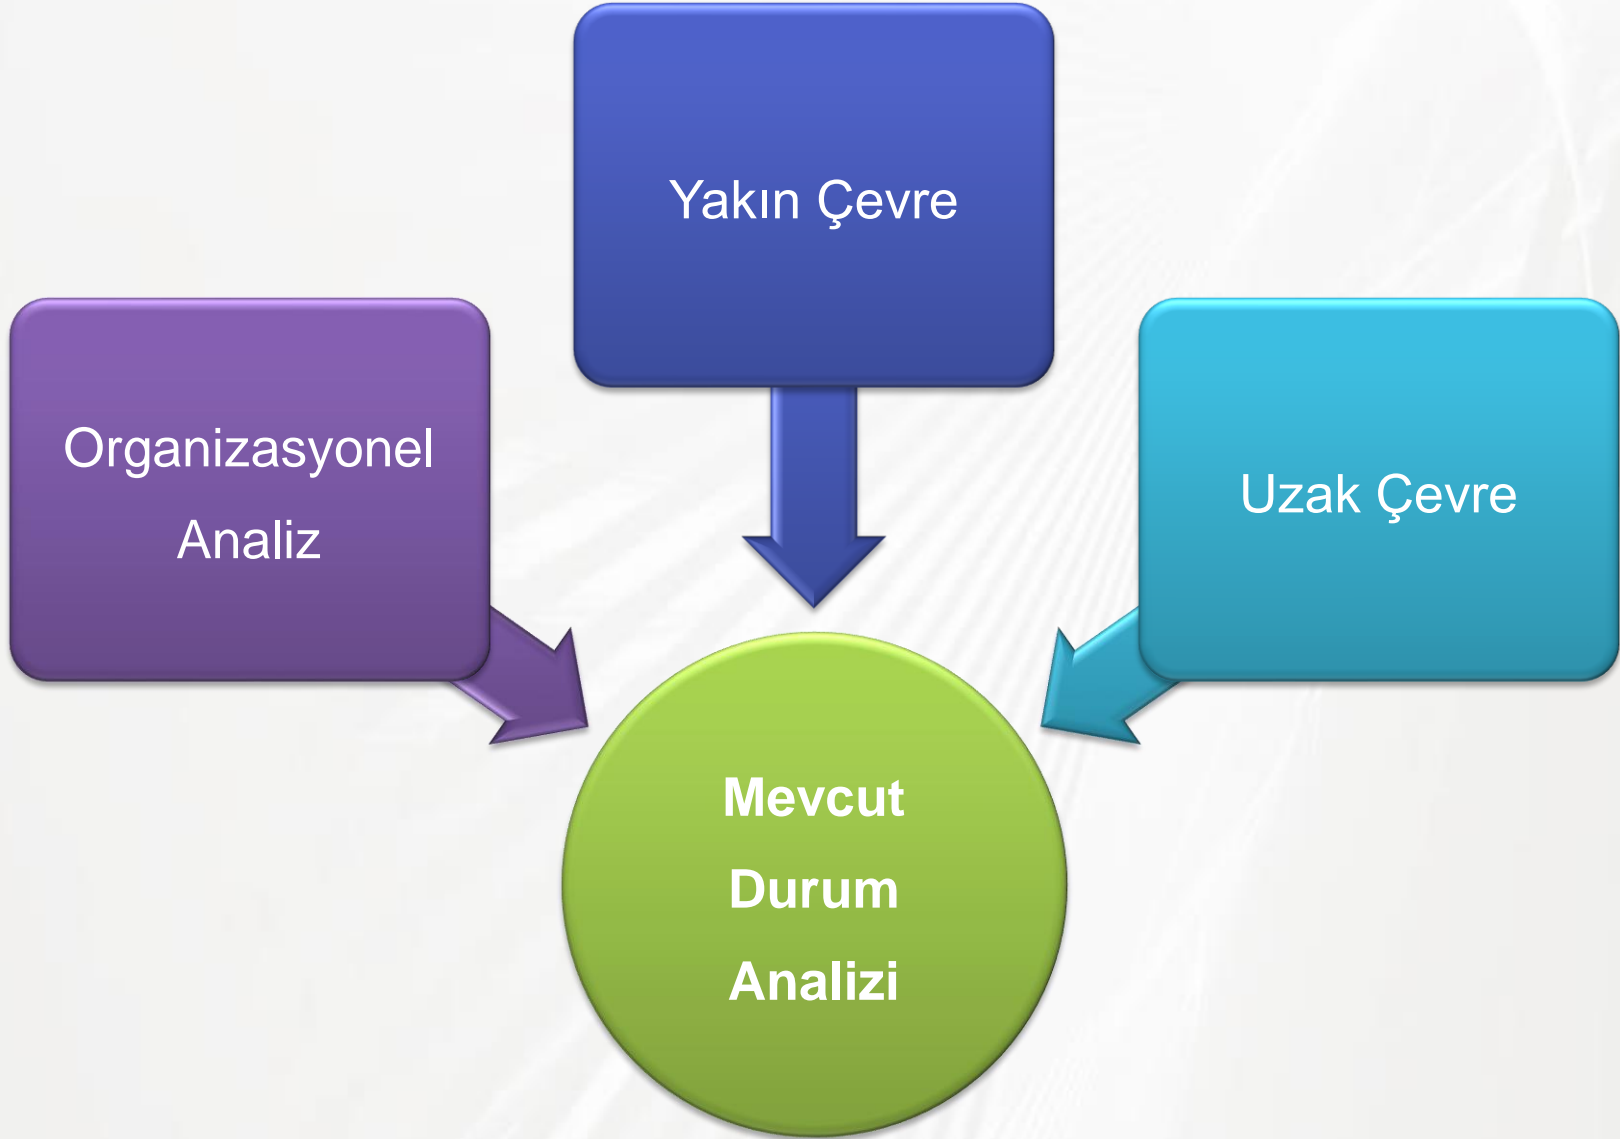 Yakın Çevre
Organizasyonel
Analiz
Uzak Çevre
Mevcut
Durum
Analizi